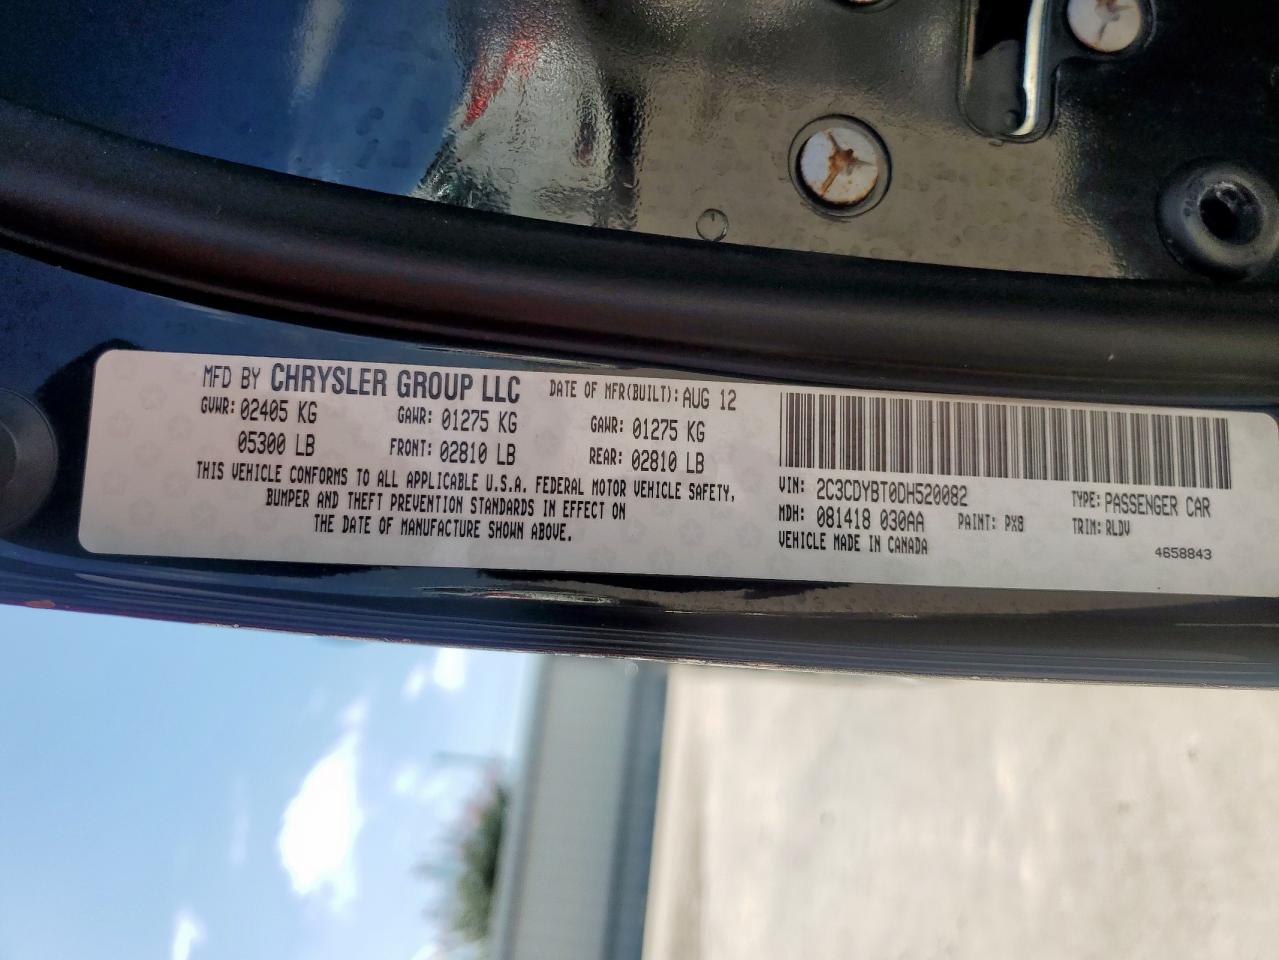 MFD BY CHRYSLER GROUP LLC DATE OF MFR(BUILT): AUG 12
GVWR: 02405 KG GAWR: 01275 KG GAWR: 01275 KG
05300 LB FRONT: 02810 LB REAR: 02810 LB
THIS VEHICLE CONFORMS TO ALL APPLICABLE U.S.A. FEDERAL MOTOR VEHICLE SAFETY,
BUMPER AND THEFT PREVENTION STANDARDS IN EFFECT ON
THE DATE OF MANUFACTURE SHOWN ABOVE.
VIN: 2C3CDYBT0DH520082 TYPE: PASSENGER CAR
MDH: 081418 030AA PAINT: PX8 TRIM: RLDV
VEHICLE MADE IN CANADA 4658843